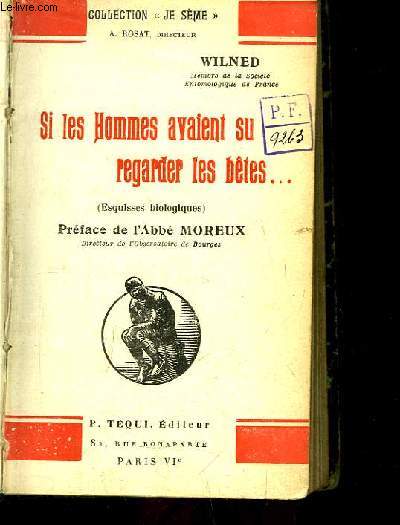 COLLECTION « JE SÈME »
A. ROSAT, DIRECTEUR
WILNED
Membre de la Société
Entomologique de France
P.F.
9263
Si les Hommes avaient su
regarder les bêtes...
(Esquisses biologiques)
Préface de l'Abbé MOREUX
Directeur de l'Observatoire de Bourges
P. TEQUI, Éditeur
82, RUE BONAPARTE
PARIS VIe